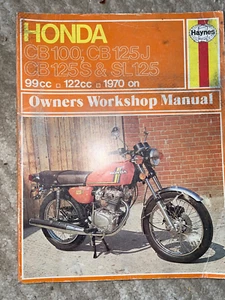 HONDA
Haynes
CB100, CB125J
CB125S & SL125
99cc □ 122cc □ 1970 on
Owners Workshop Manual